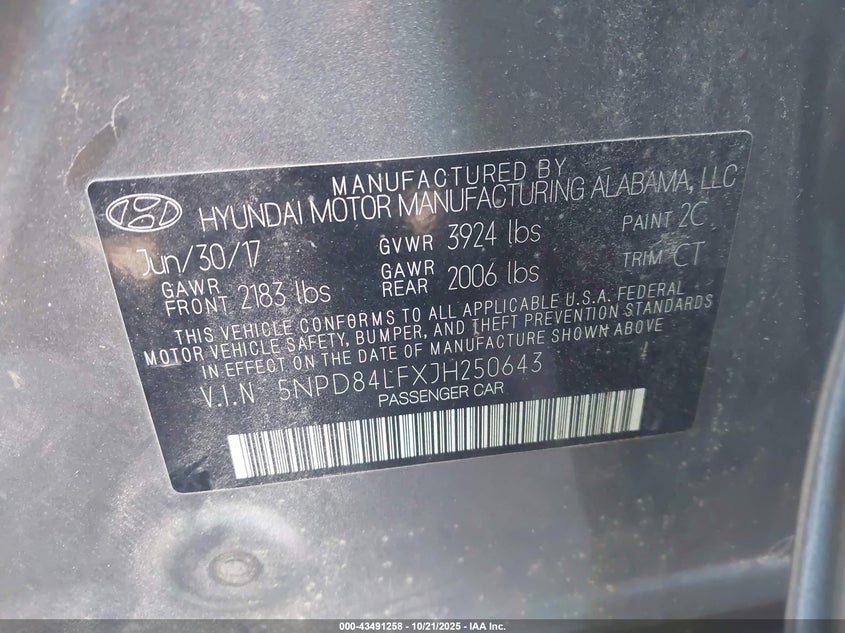 MANUFACTURED BY
HYUNDAI MOTOR MANUFACTURING ALABAMA, LLC
Jun/30/17 GVWR 3924 lbs PAINT 2C
GAWR FRONT 2183 lbs GAWR REAR 2006 lbs TRIM CT
THIS VEHICLE CONFORMS TO ALL APPLICABLE U.S.A. FEDERAL
MOTOR VEHICLE SAFETY, BUMPER, AND THEFT PREVENTION STANDARDS
IN EFFECT ON THE DATE OF MANUFACTURE SHOWN ABOVE
V.I.N 5NPD84LFXJH250643
PASSENGER CAR
000-43491258 - 10/21/2025 - IAA Inc.